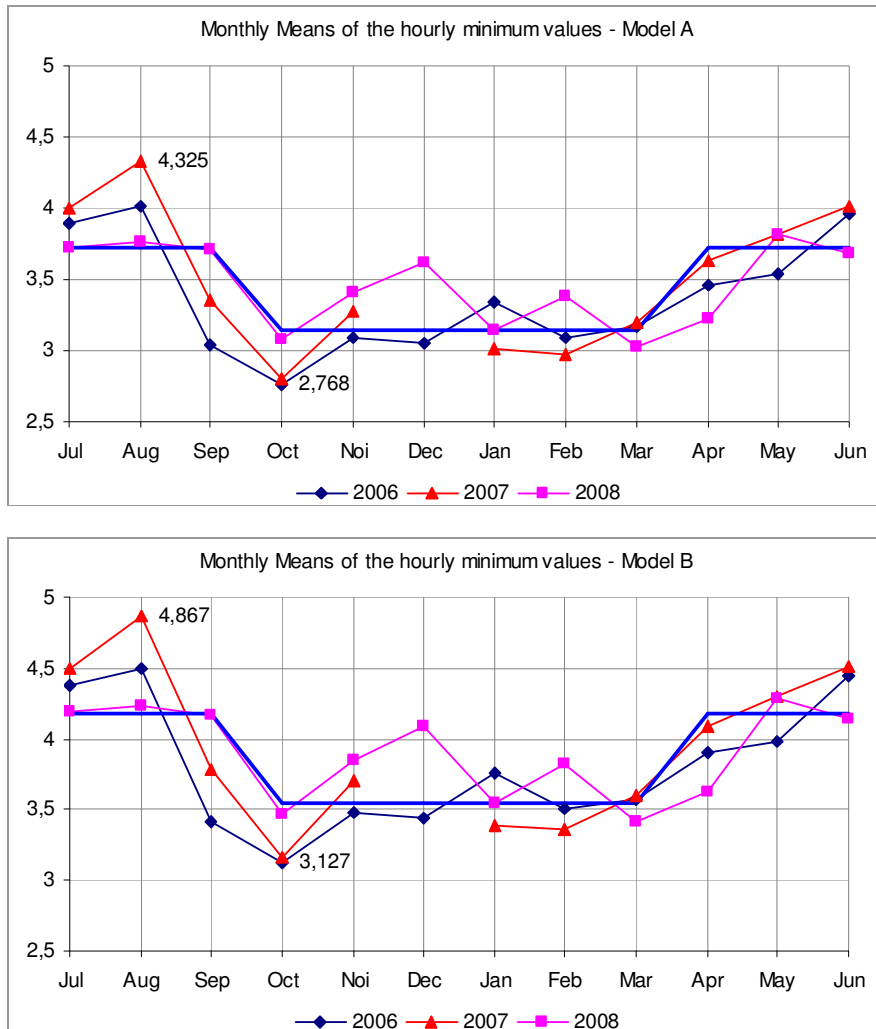 Monthly Means of the hourly minimum values - Model A
5
4,5
4,325
4
3,5
3
2,768
2,5
Jul Aug Sep Oct Noi Dec Jan Feb Mar Apr May Jun
2006 2007 2008
Monthly Means of the hourly minimum values - Model B
5
4,867
4,5
4
3,5
3,127
3
2,5
Jul Aug Sep Oct Noi Dec Jan Feb Mar Apr May Jun
2006 2007 2008